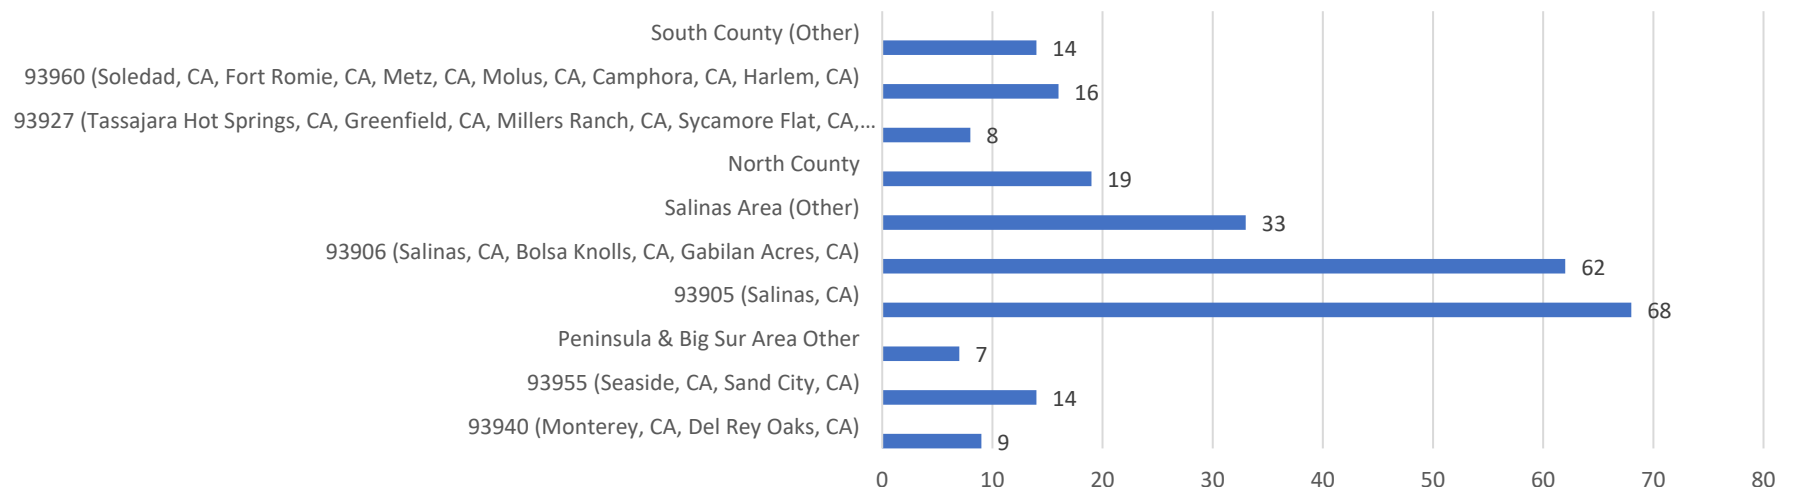 South County (Other)
14
93960 (Soledad, CA, Fort Romie, CA, Metz, CA, Molus, CA, Camphora, CA, Harlem, CA)
16
93927 (Tassajara Hot Springs, CA, Greenfield, CA, Millers Ranch, CA, Sycamore Flat, CA,…
8
North County
19
Salinas Area (Other)
33
93906 (Salinas, CA, Bolsa Knolls, CA, Gabilan Acres, CA)
62
93905 (Salinas, CA)
68
Peninsula & Big Sur Area Other
7
93955 (Seaside, CA, Sand City, CA)
14
93940 (Monterey, CA, Del Rey Oaks, CA)
9
0 10 20 30 40 50 60 70 80